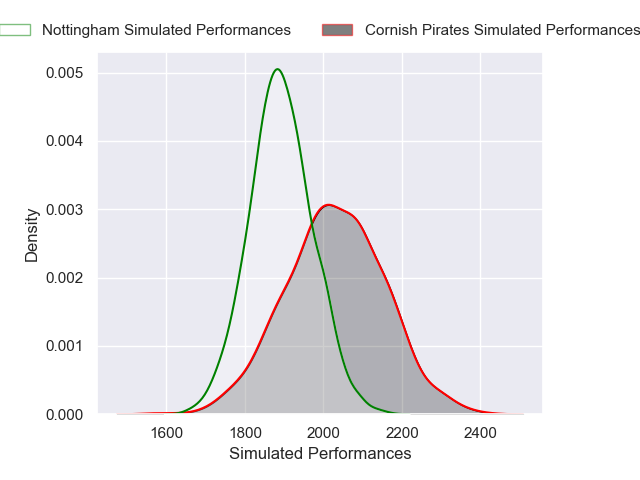 Nottingham Simulated Performances Cornish Pirates Simulated Performances
0.005
0.004
0.003
0.002
0.001
0.000
Density
1600 1800 2000 2200 2400
Simulated Performances